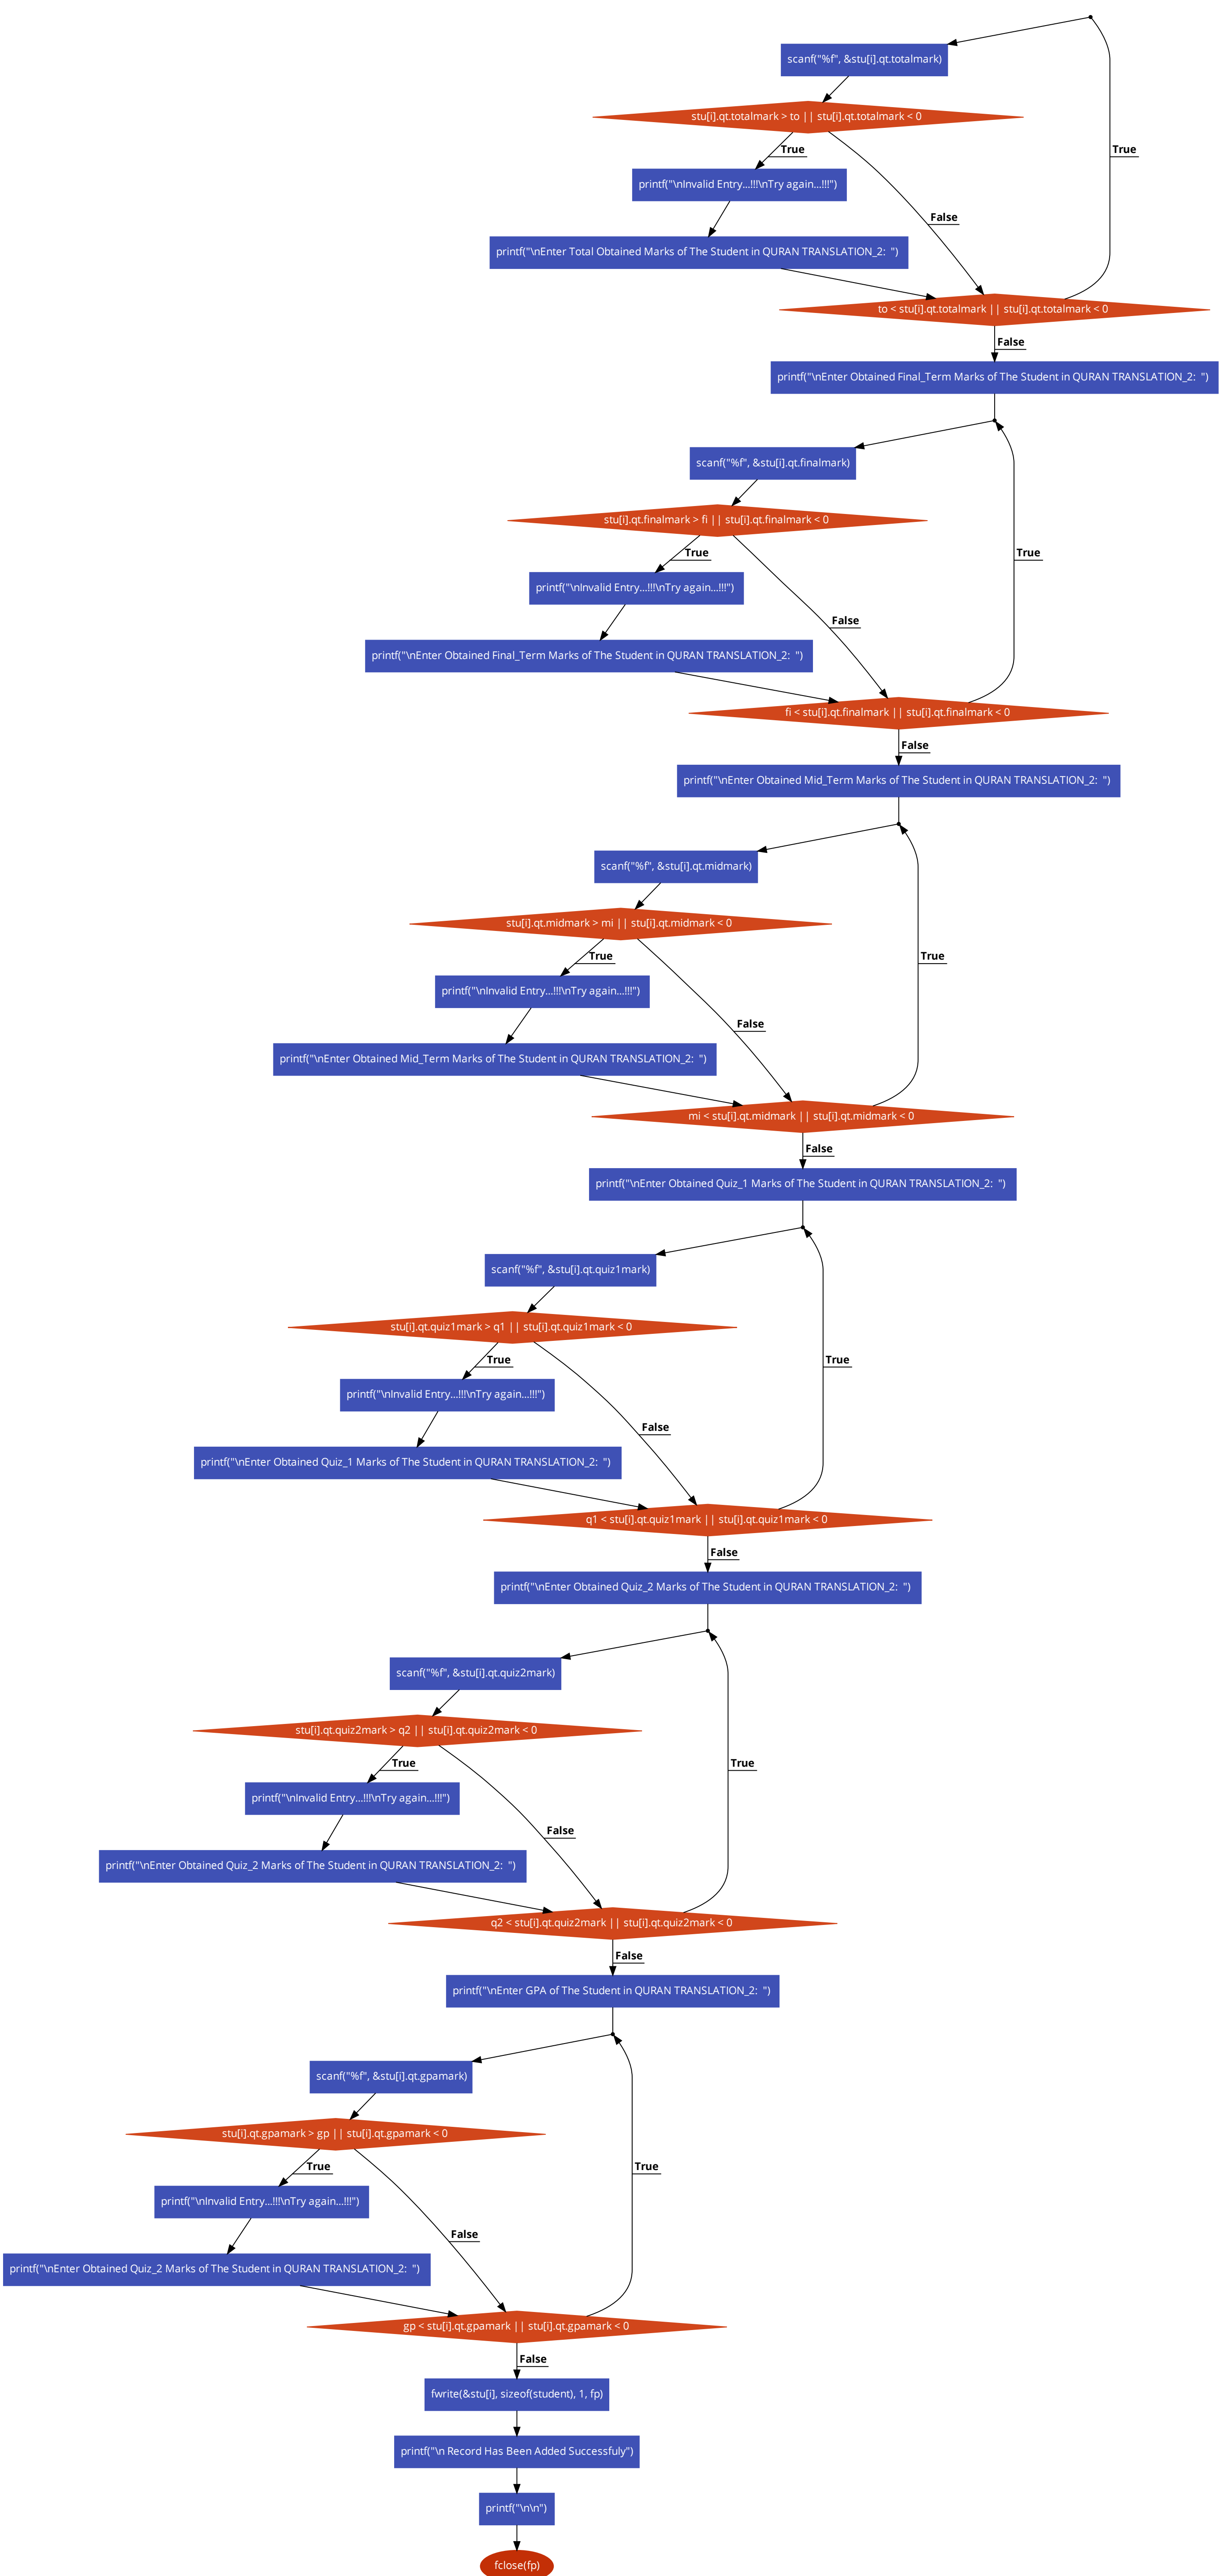 scanf("%f", &stu[i].qt.totalmark)
stu[i].qt.totalmark > to || stu[i].qt.totalmark < 0
True
True
printf("\nInvalid Entry...!!!\nTry again...!!!")
False
printf("\nEnter Total Obtained Marks of The Student in QURAN TRANSLATION_2:  ")
to < stu[i].qt.totalmark || stu[i].qt.totalmark < 0
False
printf("\nEnter Obtained Final_Term Marks of The Student in QURAN TRANSLATION_2:  ")
scanf("%f", &stu[i].qt.finalmark)
stu[i].qt.finalmark > fi || stu[i].qt.finalmark < 0
True
True
printf("\nInvalid Entry...!!!\nTry again...!!!")
False
printf("\nEnter Obtained Final_Term Marks of The Student in QURAN TRANSLATION_2:  ")
fi < stu[i].qt.finalmark || stu[i].qt.finalmark < 0
False
printf("\nEnter Obtained Mid_Term Marks of The Student in QURAN TRANSLATION_2:  ")
scanf("%f", &stu[i].qt.midmark)
stu[i].qt.midmark > mi || stu[i].qt.midmark < 0
True
True
printf("\nInvalid Entry...!!!\nTry again...!!!")
False
printf("\nEnter Obtained Mid_Term Marks of The Student in QURAN TRANSLATION_2:  ")
mi < stu[i].qt.midmark || stu[i].qt.midmark < 0
False
printf("\nEnter Obtained Quiz_1 Marks of The Student in QURAN TRANSLATION_2:  ")
scanf("%f", &stu[i].qt.quiz1mark)
stu[i].qt.quiz1mark > q1 || stu[i].qt.quiz1mark < 0
True
True
printf("\nInvalid Entry...!!!\nTry again...!!!")
False
printf("\nEnter Obtained Quiz_1 Marks of The Student in QURAN TRANSLATION_2:  ")
q1 < stu[i].qt.quiz1mark || stu[i].qt.quiz1mark < 0
False
printf("\nEnter Obtained Quiz_2 Marks of The Student in QURAN TRANSLATION_2:  ")
scanf("%f", &stu[i].qt.quiz2mark)
stu[i].qt.quiz2mark > q2 || stu[i].qt.quiz2mark < 0
True
True
printf("\nInvalid Entry...!!!\nTry again...!!!")
False
printf("\nEnter Obtained Quiz_2 Marks of The Student in QURAN TRANSLATION_2:  ")
q2 < stu[i].qt.quiz2mark || stu[i].qt.quiz2mark < 0
False
printf("\nEnter GPA of The Student in QURAN TRANSLATION_2:  ")
scanf("%f", &stu[i].qt.gpamark)
stu[i].qt.gpamark > gp || stu[i].qt.gpamark < 0
True
True
printf("\nInvalid Entry...!!!\nTry again...!!!")
False
printf("\nEnter Obtained Quiz_2 Marks of The Student in QURAN TRANSLATION_2:  ")
gp < stu[i].qt.gpamark || stu[i].qt.gpamark < 0
False
fwrite(&stu[i], sizeof(student), 1, fp)
printf("\n Record Has Been Added Successfuly")
printf("\n\n")
fclose(fp)